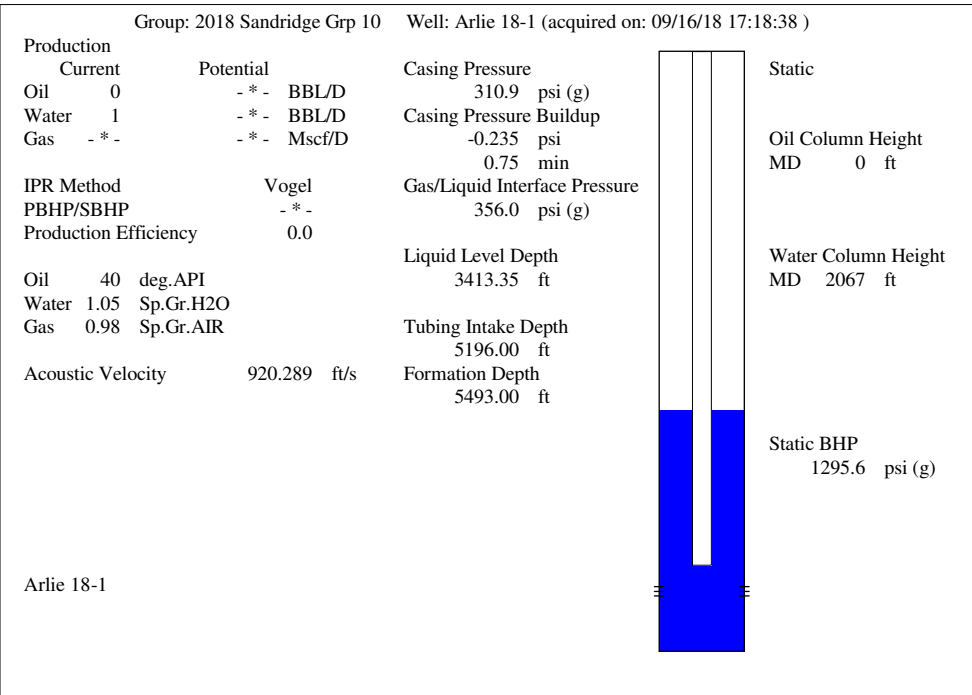 Group: 2018 Sandridge Grp 10 Well: Arlie 18-1 (acquired on: 09/16/18 17:18:38 )
Production
Current Potential
Oil 0 - * - BBL/D
Water 1 - * - BBL/D
Gas - * - - * - Mscf/D
IPR Method Vogel
PBHP/SBHP - * -
Production Efficiency 0.0
Oil 40 deg.API
Water 1.05 Sp.Gr.H2O
Gas 0.98 Sp.Gr.AIR
Acoustic Velocity 920.289 ft/s
Casing Pressure
310.9 psi (g)
Casing Pressure Buildup
-0.235 psi
0.75 min
Gas/Liquid Interface Pressure
356.0 psi (g)
Liquid Level Depth
3413.35 ft
Tubing Intake Depth
5196.00 ft
Formation Depth
5493.00 ft
Static
Oil Column Height
MD 0 ft
Water Column Height
MD 2067 ft
Static BHP
1295.6 psi (g)
Arlie 18-1